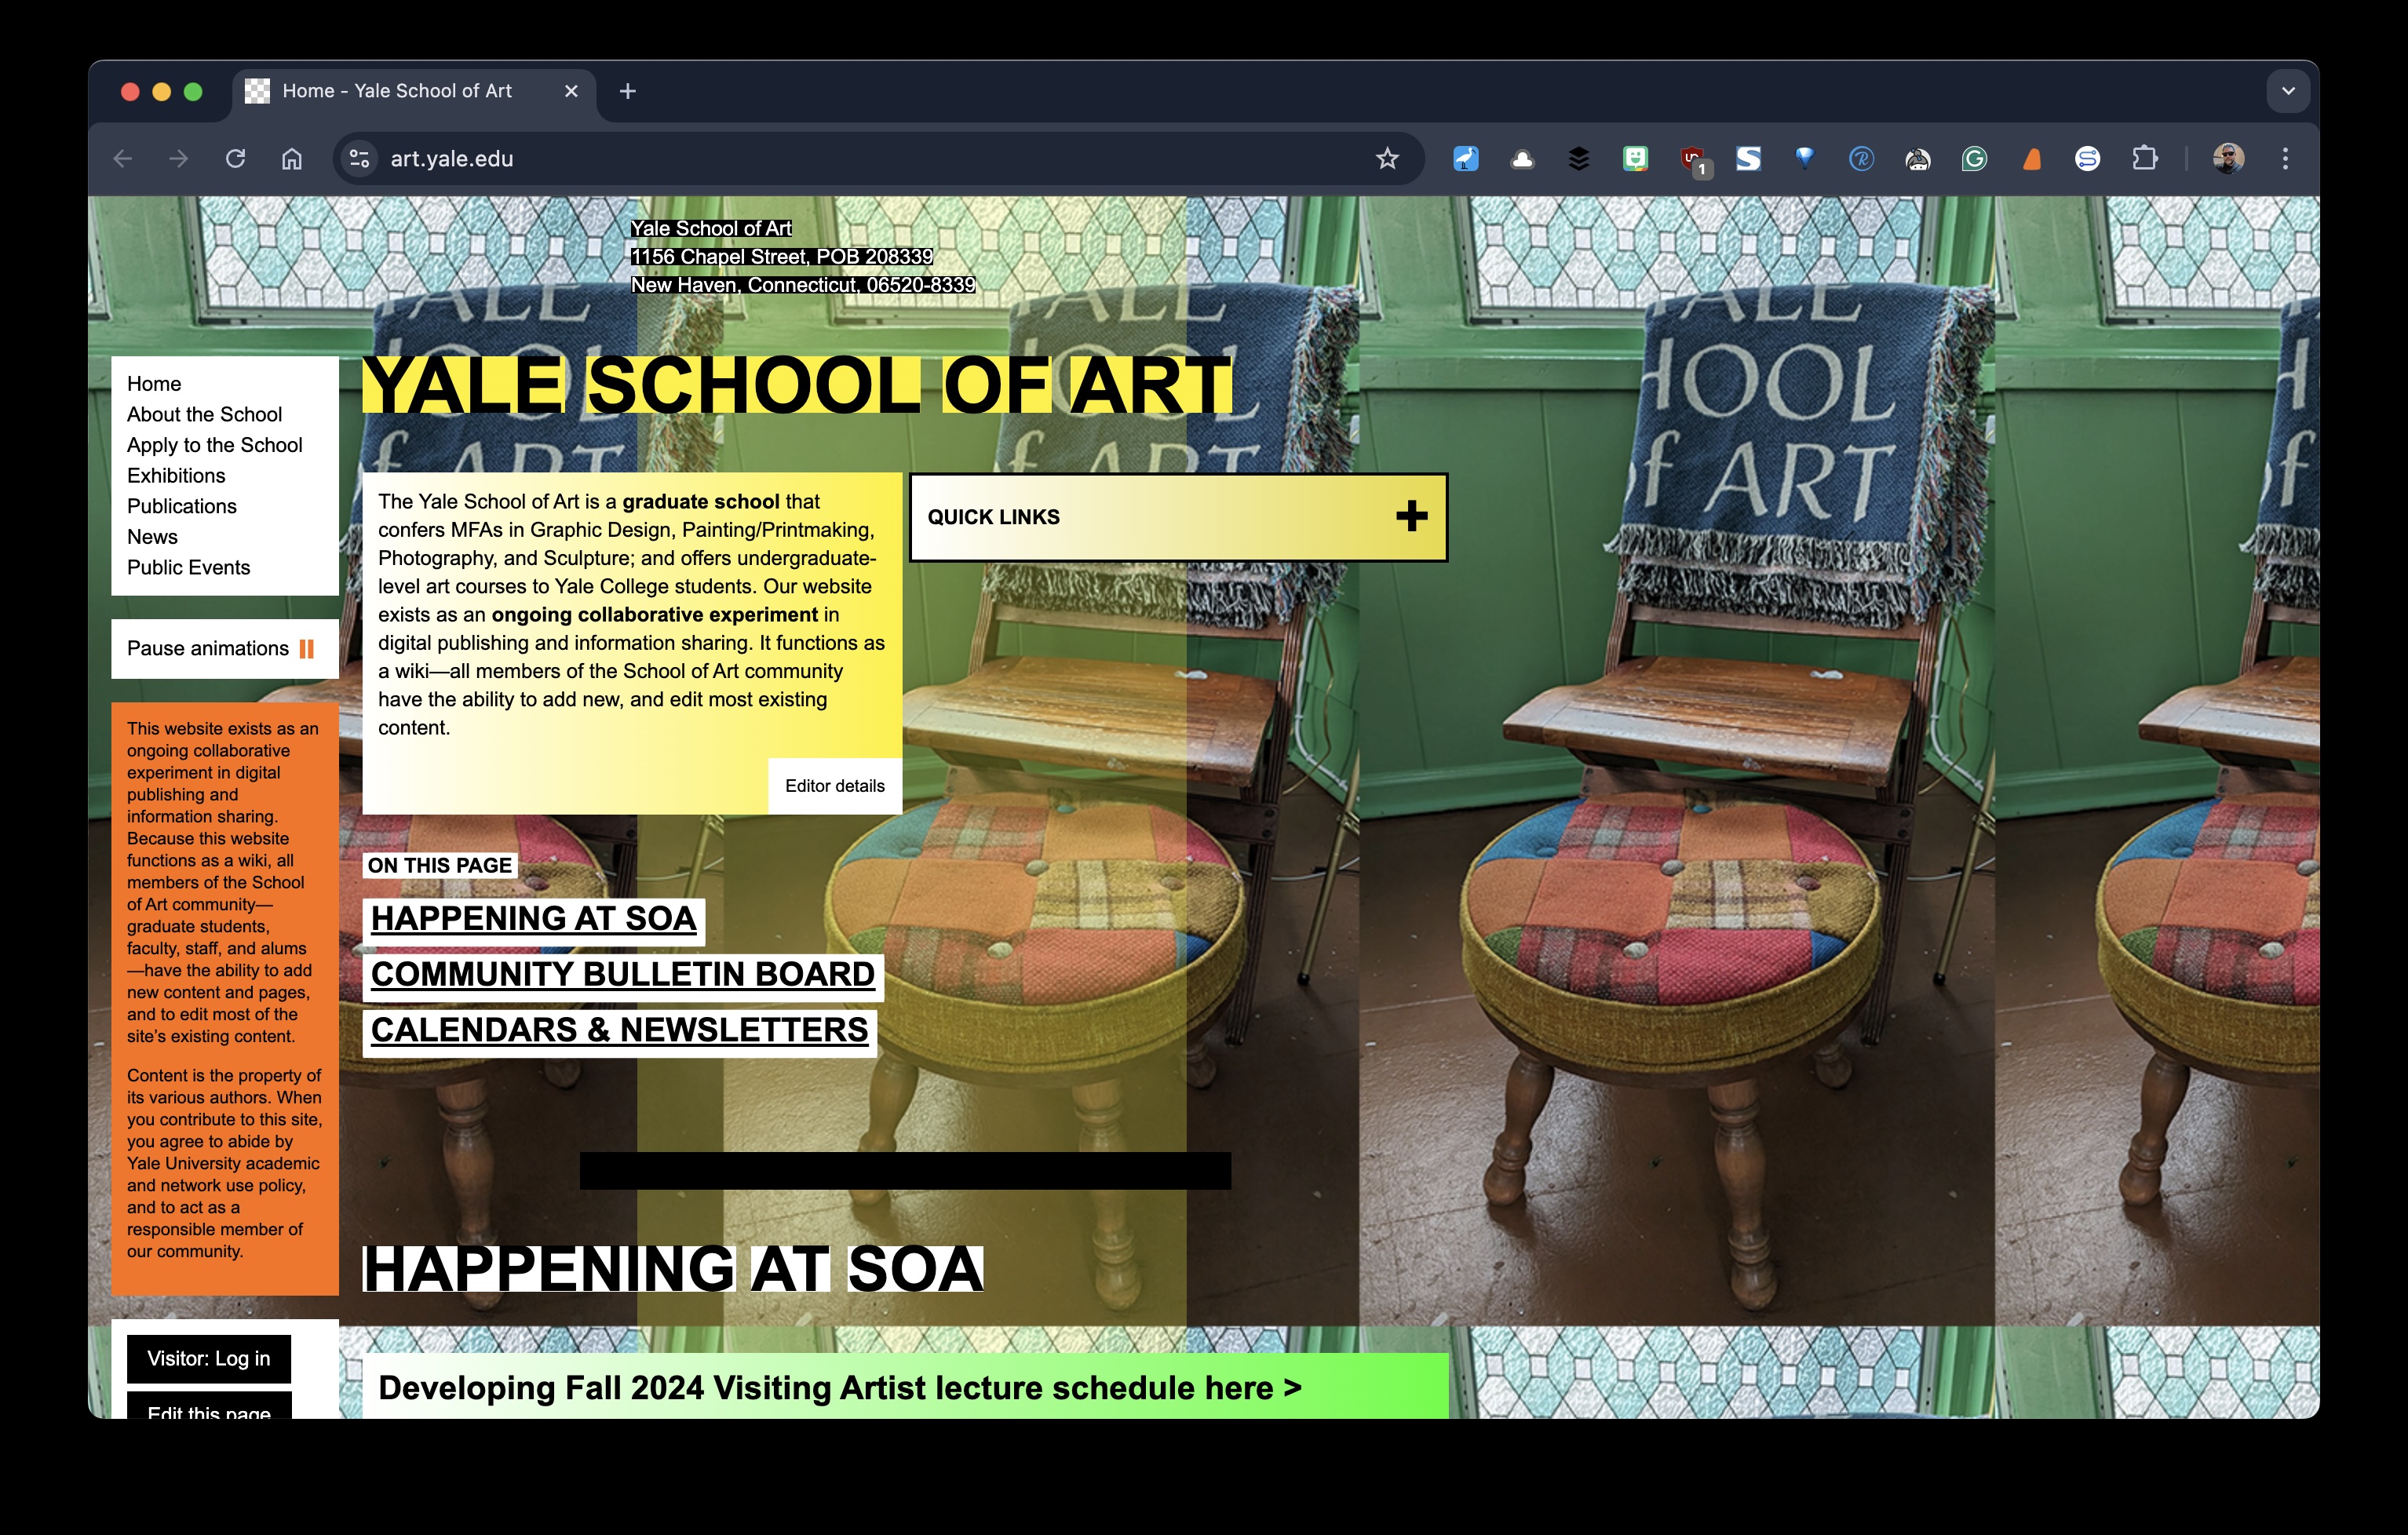 Home - Yale School of Art
art.yale.edu
1
Yale School of Art
1156 Chapel Street, POB 208339
New Haven, Connecticut, 06520-8339
Home
About the School
Apply to the School
Exhibitions
Publications
News
Public Events
Pause animations
This website exists as an
ongoing collaborative
experiment in digital
publishing and
information sharing.
Because this website
functions as a wiki, all
members of the School
of Art community—
graduate students,
faculty, staff, and alums
—have the ability to add
new content and pages,
and to edit most of the
site’s existing content.
Content is the property of
its various authors. When
you contribute to this site,
you agree to abide by
Yale University academic
and network use policy,
and to act as a
responsible member of
our community.
Visitor: Log in
Edit this page
YALE SCHOOL OF ART
The Yale School of Art is a graduate school that
confers MFAs in Graphic Design, Painting/Printmaking,
Photography, and Sculpture; and offers undergraduate-
level art courses to Yale College students. Our website
exists as an ongoing collaborative experiment in
digital publishing and information sharing. It functions as
a wiki—all members of the School of Art community
have the ability to add new, and edit most existing
content.
Editor details
QUICK LINKS
ON THIS PAGE
HAPPENING AT SOA
COMMUNITY BULLETIN BOARD
CALENDARS & NEWSLETTERS
HAPPENING AT SOA
Developing Fall 2024 Visiting Artist lecture schedule here >
HOOL
of ART